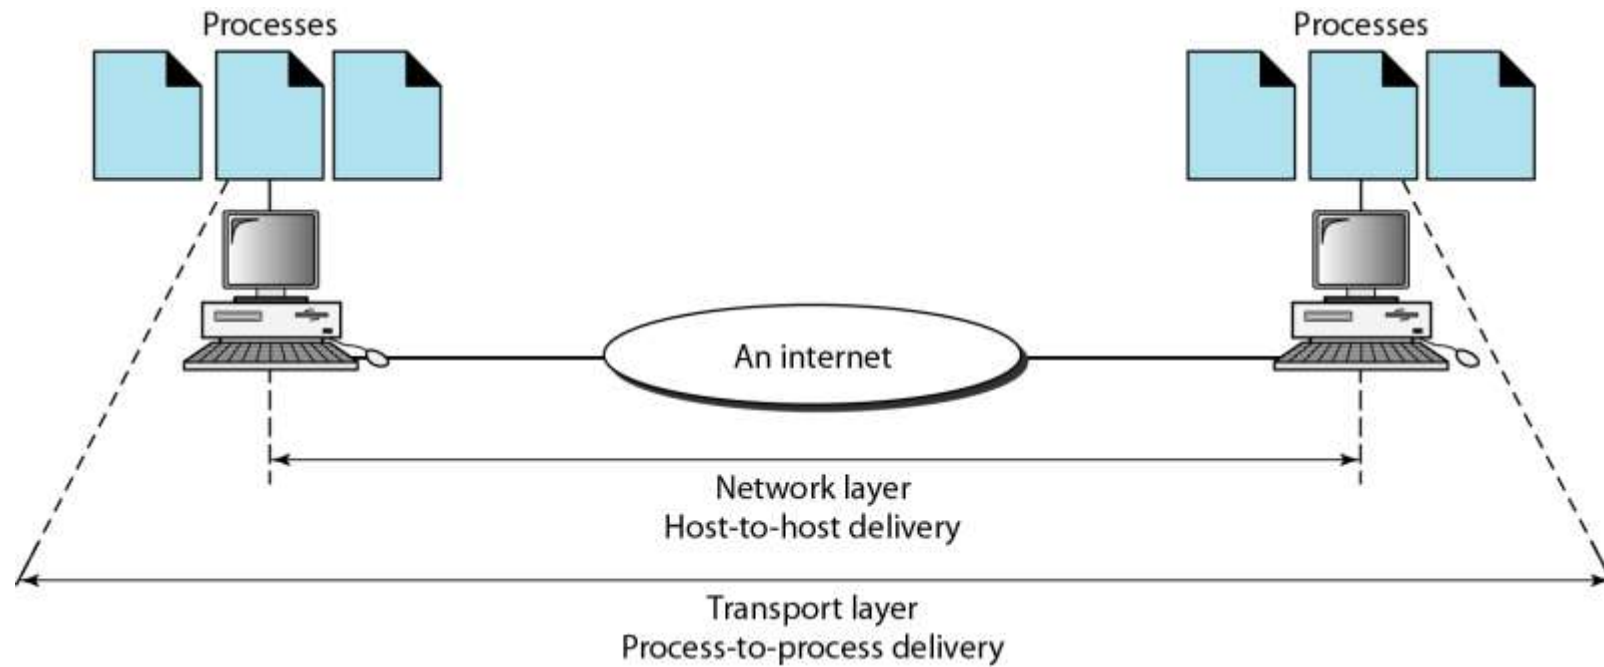 Processes
Processes
An internet
Network layer
Host-to-host delivery
Transport layer
Process-to-process delivery